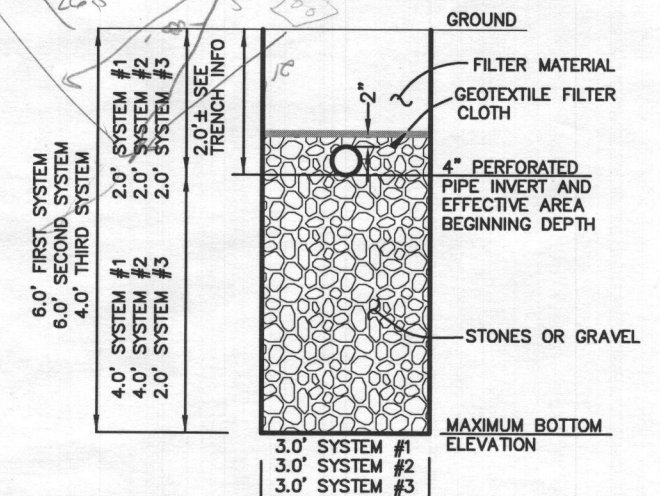 GROUND
FILTER MATERIAL
2"
GEOTEXTILE FILTER
CLOTH
4" PERFORATED
PIPE INVERT AND
EFFECTIVE AREA
BEGINNING DEPTH
STONES OR GRAVEL
MAXIMUM BOTTOM
ELEVATION
6.0' FIRST SYSTEM
6.0' SECOND SYSTEM
4.0' THIRD SYSTEM
2.0' SYSTEM #1
2.0' SYSTEM #2
2.0' SYSTEM #3
4.0' SYSTEM #1
4.0' SYSTEM #2
2.0' SYSTEM #3
2.0'± SEE
TRENCH INFO
3.0' SYSTEM #1
3.0' SYSTEM #2
3.0' SYSTEM #3